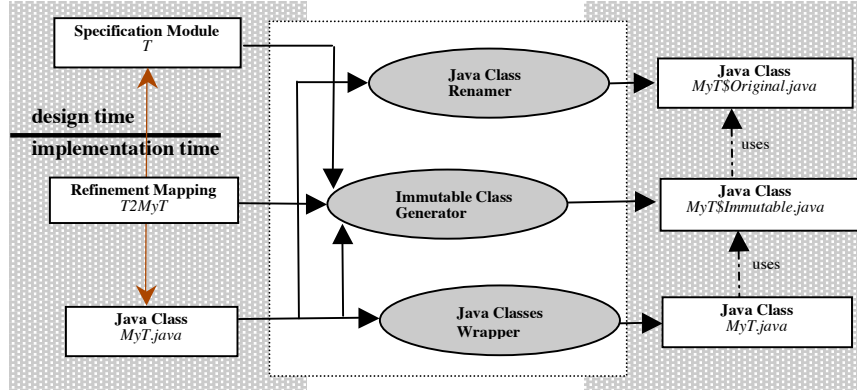 Specification Module
T
design time
implementation time
Refinement Mapping
T2MyT
Java Class
MyT.java
Java Class
Renamer
Immutable Class
Generator
Java Classes
Wrapper
Java Class
MyT$Original.java
uses
Java Class
MyT$Immutable.java
uses
Java Class
MyT.java